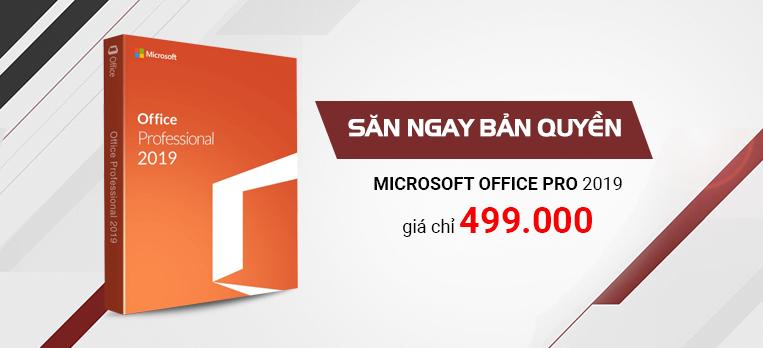 Office
Office Professional 2019
Microsoft
Office
Professional
2019
SĂN NGAY BẢN QUYỀN
MICROSOFT OFFICE PRO 2019
giá chỉ 499.000